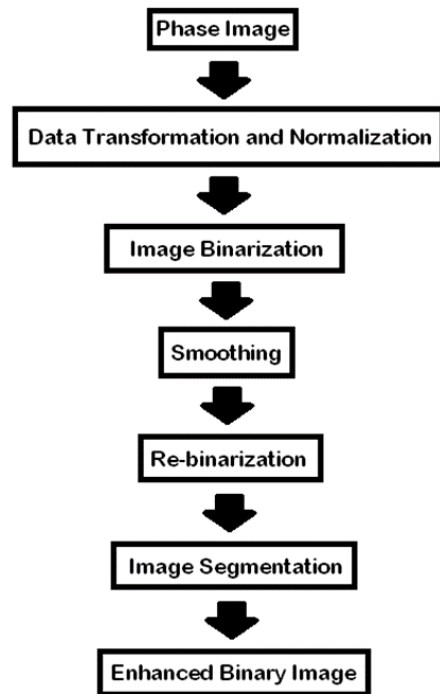 Phase Image
Data Transformation and Normalization
Image Binarization
Smoothing
Re-binarization
Image Segmentation
Enhanced Binary Image